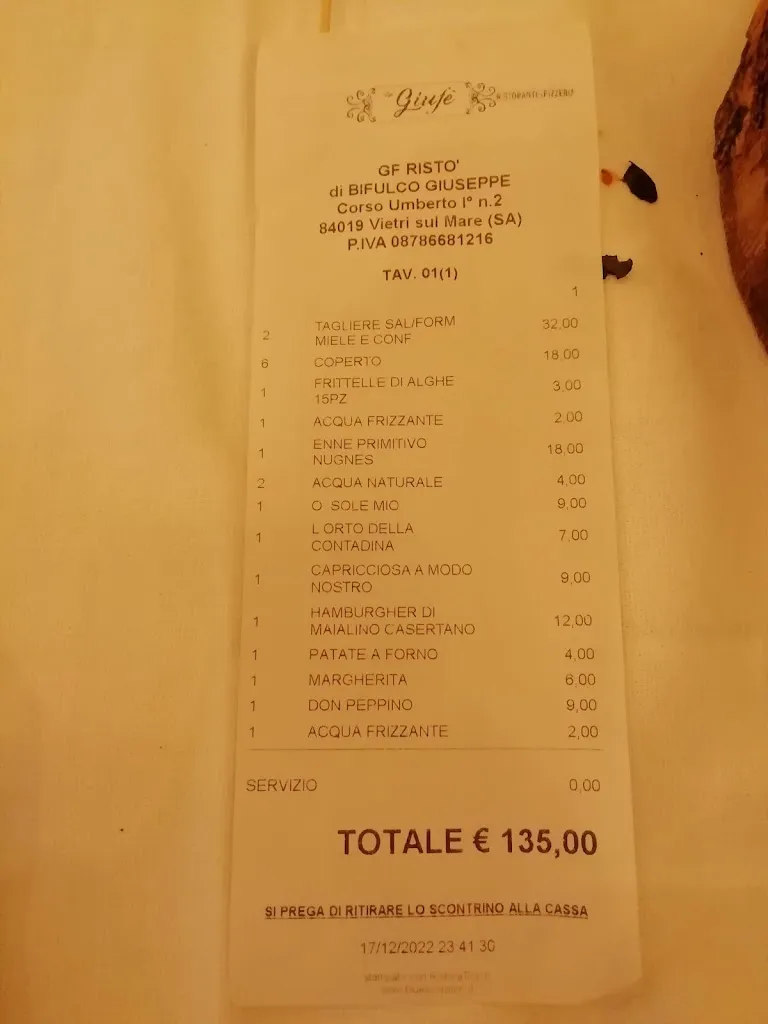 Giufè RISTORANTE-PIZZERIA
GF RISTO'
di BIFULCO GIUSEPPE
Corso Umberto I° n.2
84019 Vietri sul Mare (SA)
P.IVA 08786681216
TAV. 01(1)
1
2 TAGLIERE SAL/FORM 32,00
MIELE E CONF
6 COPERTO 18,00
1 FRITTELLE DI ALGHE 3,00
15PZ
1 ACQUA FRIZZANTE 2,00
1 ENNE PRIMITIVO 18,00
NUGNES
2 ACQUA NATURALE 4,00
1 O SOLE MIO 9,00
1 L ORTO DELLA 7,00
CONTADINA
1 CAPRICCIOSA A MODO 9,00
NOSTRO
1 HAMBURGHER DI 12,00
MAIALINO CASERTANO
1 PATATE A FORNO 4,00
1 MARGHERITA 6,00
1 DON PEPPINO 9,00
1 ACQUA FRIZZANTE 2,00
SERVIZIO 0,00
TOTALE € 135,00
SI PREGA DI RITIRARE LO SCONTRINO ALLA CASSA
17/12/2022 23 41 30